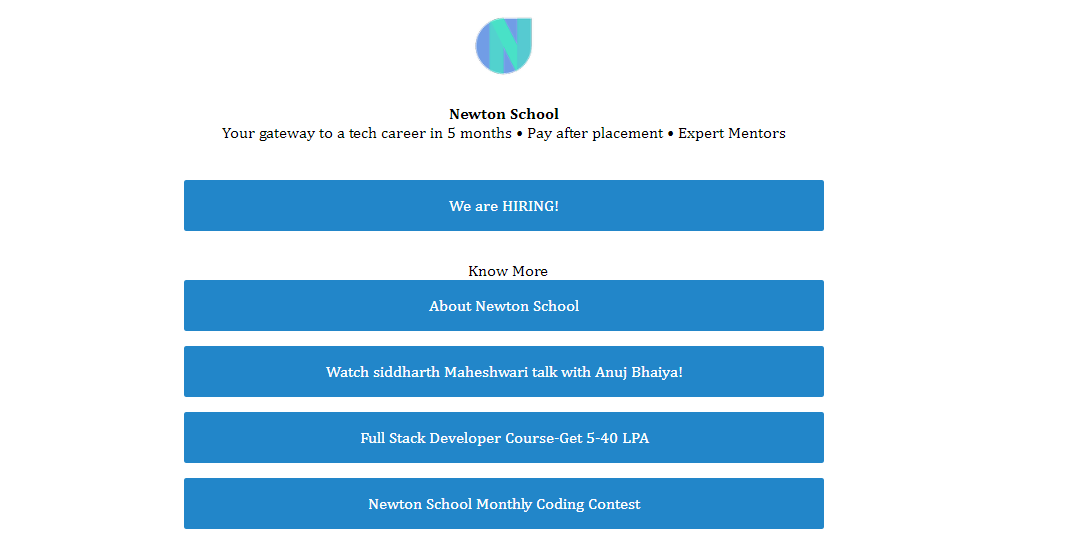 Newton School
Your gateway to a tech career in 5 months • Pay after placement • Expert Mentors
We are HIRING!
Know More
About Newton School
Watch siddharth Maheshwari talk with Anuj Bhaiya!
Full Stack Developer Course-Get 5-40 LPA
Newton School Monthly Coding Contest